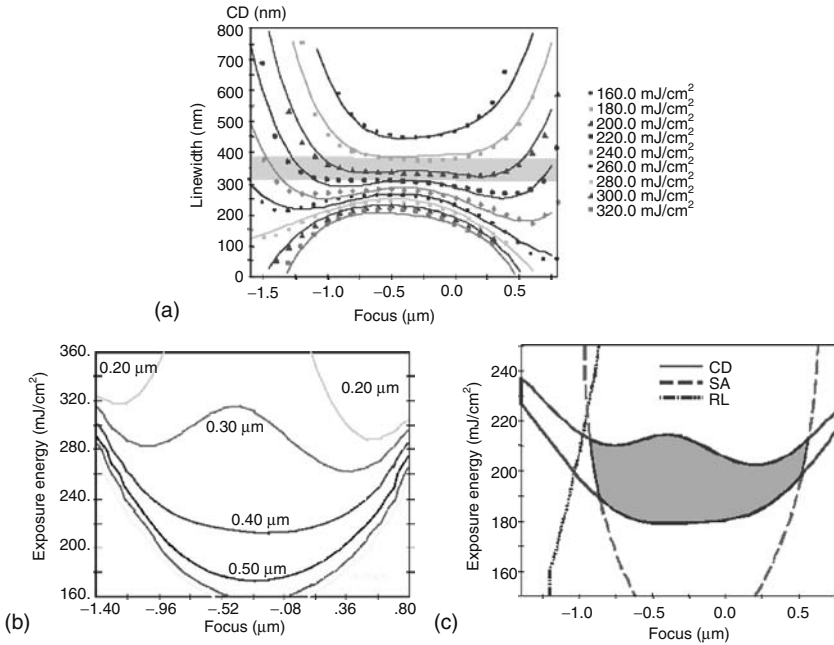 CD (nm)
800
700
600
500
400
300
200
100
0
Linewidth (nm)
−1.5 −1.0 −0.5 0.0 0.5
Focus (μm)
160.0 mJ/cm²
180.0 mJ/cm²
200.0 mJ/cm²
220.0 mJ/cm²
240.0 mJ/cm²
260.0 mJ/cm²
280.0 mJ/cm²
300.0 mJ/cm²
320.0 mJ/cm²
(a)
360.
320.
280.
240.
200.
180.
160.
Exposure energy (mJ/cm²)
0.20 μm
0.20 μm
0.30 μm
0.40 μm
0.50 μm
−1.40 −.96 −.52 −.08 .36 .80
Focus (μm)
(b)
240
220
200
180
160
Exposure energy (mJ/cm²)
CD
SA
RL
−1.0 −0.5 0.0 0.5
Focus (μm)
(c)